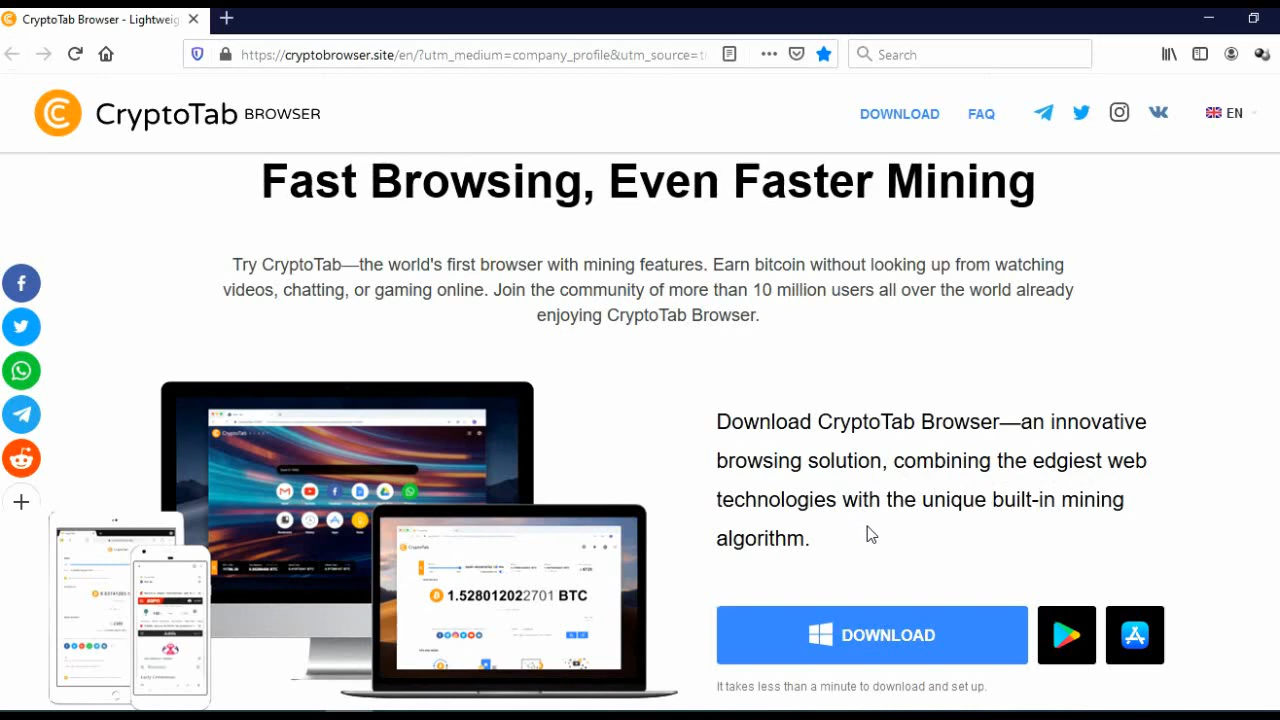 CryptoTab Browser - Lightweig
https://cryptobrowser.site/en/?utm_medium=company_profile&utm_source=t
Search
CryptoTab BROWSER
DOWNLOAD
FAQ
EN
Fast Browsing, Even Faster Mining
Try CryptoTab—the world's first browser with mining features. Earn bitcoin without looking up from watching
videos, chatting, or gaming online. Join the community of more than 10 million users all over the world already
enjoying CryptoTab Browser.
Download CryptoTab Browser—an innovative
browsing solution, combining the edgiest web
technologies with the unique built-in mining
algorithm.
CryptoTab
CryptoTab
1.528012022701 BTC
DOWNLOAD
It takes less than a minute to download and set up.